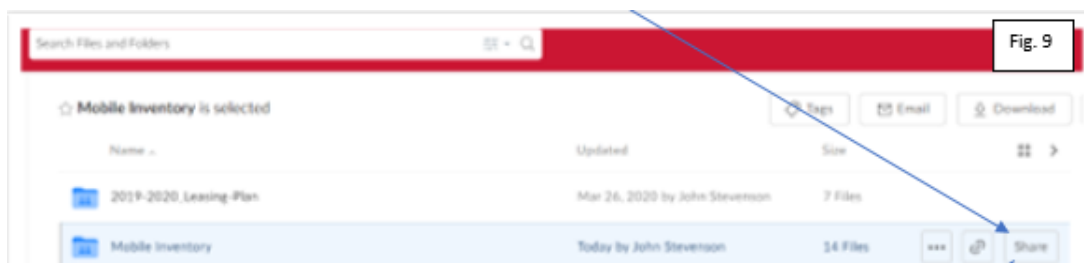 Search Files and Folders
Fig. 9
Mobile Inventory is selected
Tags Email Download
Name Updated Size
2019-2020_Leasing-Plan Mar 26, 2020 by John Stevenson 7 Files
Mobile Inventory Today by John Stevenson 14 Files ... Share